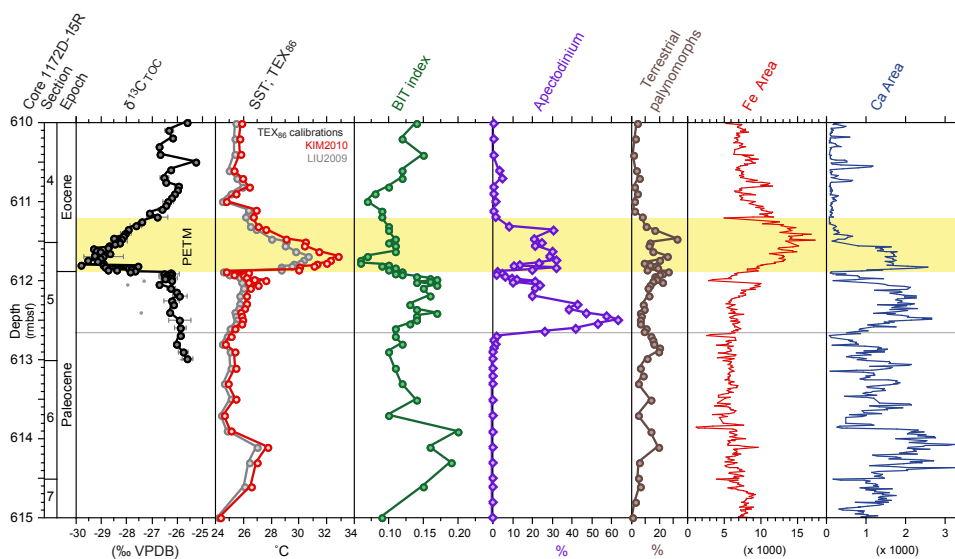 Core 1172D-15R
Section
Epoch
δ13CTOC
SST; TEX86
BIT index
Apectodinium
Terrestrial
palynomorphs
Fe Area
Ca Area
610
611
612
613
614
615
Depth
(rmbsf)
4
5
6
7
Eocene
Paleocene
PETM
TEX86 calibrations
KIM2010
LIU2009
-30 -29 -28 -27 -26 -25
24 26 28 30 32 34
0.10 0.15 0.20
0 10 20 30 40 50 60
0 10 20 30
0 5 10 15
0 1 2 3
(‰ VPDB)
°C
%
%
(x 1000)
(x 1000)